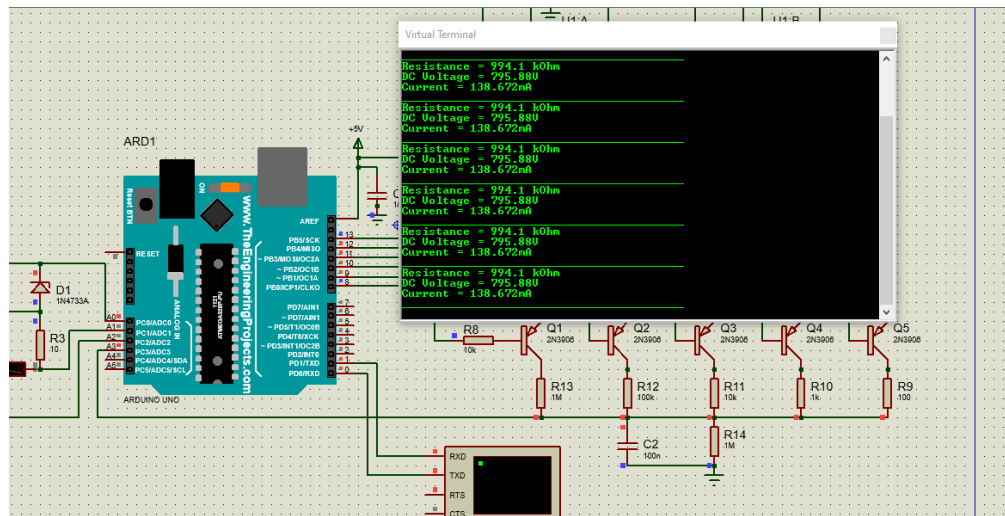 U1:A
U1:B
Virtual Terminal
Resistance = 994.1 kOhm
DC Voltage = 795.88V
Current = 138.672mA
Resistance = 994.1 kOhm
DC Voltage = 795.88V
Current = 138.672mA
Resistance = 994.1 kOhm
DC Voltage = 795.88V
Current = 138.672mA
Resistance = 994.1 kOhm
DC Voltage = 795.88V
Current = 138.672mA
Resistance = 994.1 kOhm
DC Voltage = 795.88V
Current = 138.672mA
Resistance = 994.1 kOhm
DC Voltage = 795.88V
Current = 138.672mA
+5V
ARD1
Reset BTN
ON
www.TheEngineeringProjects.com
AREF
RESET
13
PB5/SCK
12
PB4/MISO
11
~ PB3/MOSI/OC2A
10
~ PB2/OC1B
9
~ PB1/OC1A
8
PB0/ICP1/CLKO
ANALOG IN
7
PD7/AIN1
6
~ PD6/AIN0
5
~ PD5/T1/OC0B
4
PD4/T0/XCK
3
~ PD3/INT1/OC2B
2
PD2/INT0
1
PD1/TXD
0
PD0/RXD
A0
PC0/ADC0
A1
PC1/ADC1
A2
PC2/ADC2
A3
PC3/ADC3
A4
PC4/ADC4/SDA
A5
PC5/ADC5/SCL
ARDUINO UNO
D1
1N4733A
R3
10
R8
10k
Q1
2N3906
Q2
2N3906
Q3
2N3906
Q4
2N3906
Q5
2N3906
R13
1M
R12
100k
R11
10k
R10
1k
R9
100
C2
100n
R14
1M
RXD
TXD
RTS
CTS